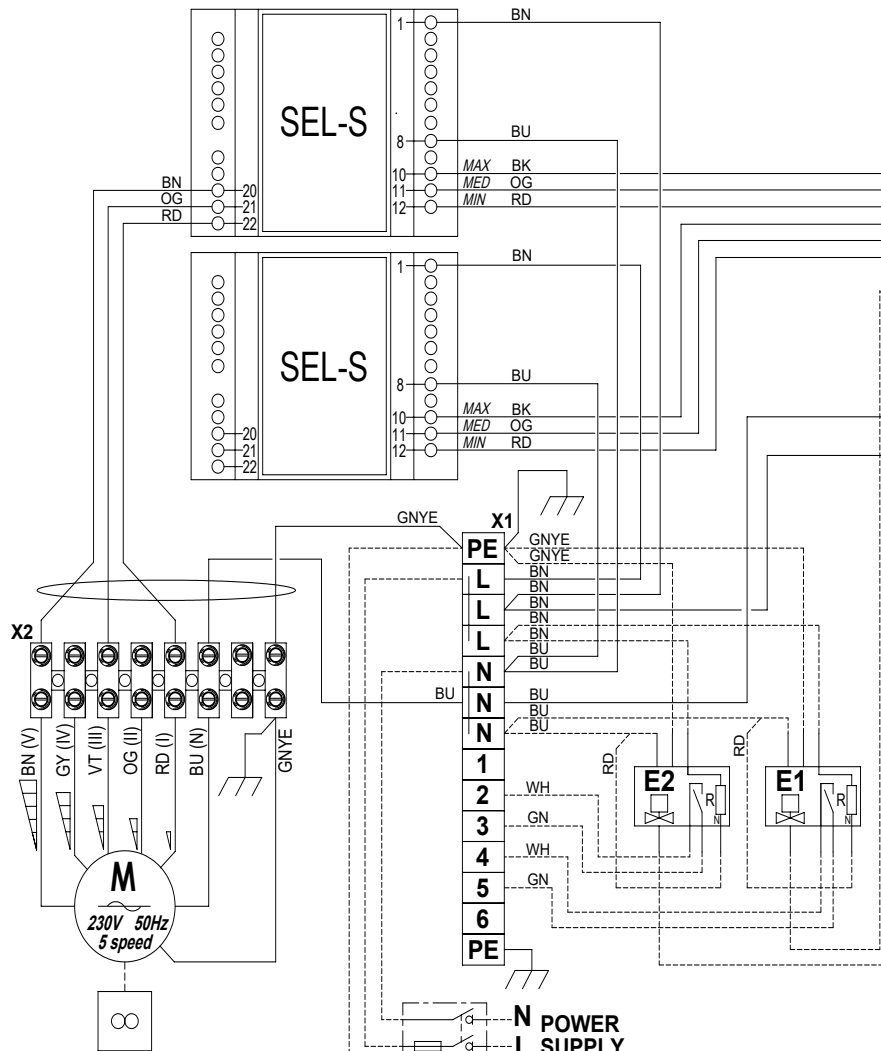 1 BN
SEL-S
8 BU
10 MAX BK
BN 20 11 MED OG
OG 21 12 MIN RD
RD 22
1 BN
SEL-S
8 BU
10 MAX BK
20 11 MED OG
21 12 MIN RD
22
GNYE X1
PE GNYE
GNYE
L BN
BN
L BN
BN
L BN
BU
N BU
BU N BU
BU
N BU
1
2 WH
3 GN
4 WH
5 GN
6
PE
X2
BN (V)
GY (IV)
VT (III)
OG (II)
RD (I)
BU (N)
GNYE
RD
E2
R
N
RD
E1
R
N
M
230V 50Hz
5 speed
N POWER
L SUPPLY